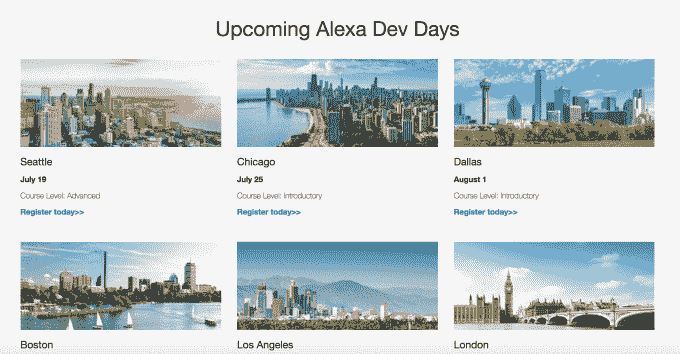 Upcoming Alexa Dev Days
Seattle
July 19
Course Level: Advanced
Register today>>
Chicago
July 25
Course Level: Introductory
Register today>>
Dallas
August 1
Course Level: Introductory
Register today>>
Boston
Los Angeles
London